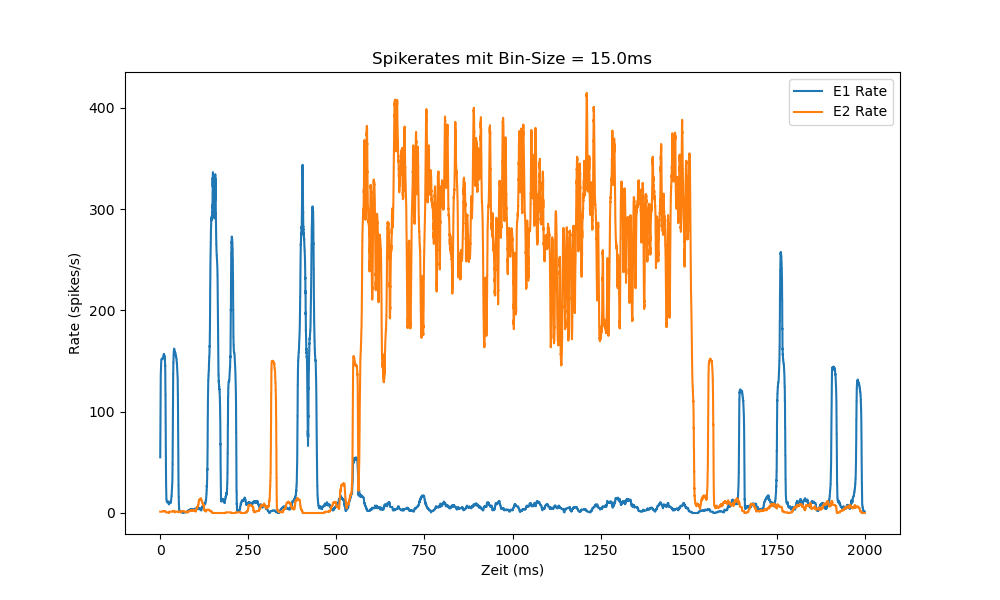 Spikerates mit Bin-Size = 15.0ms
E1 Rate
E2 Rate
Rate (spikes/s)
400
300
200
100
0
0 250 500 750 1000 1250 1500 1750 2000
Zeit (ms)